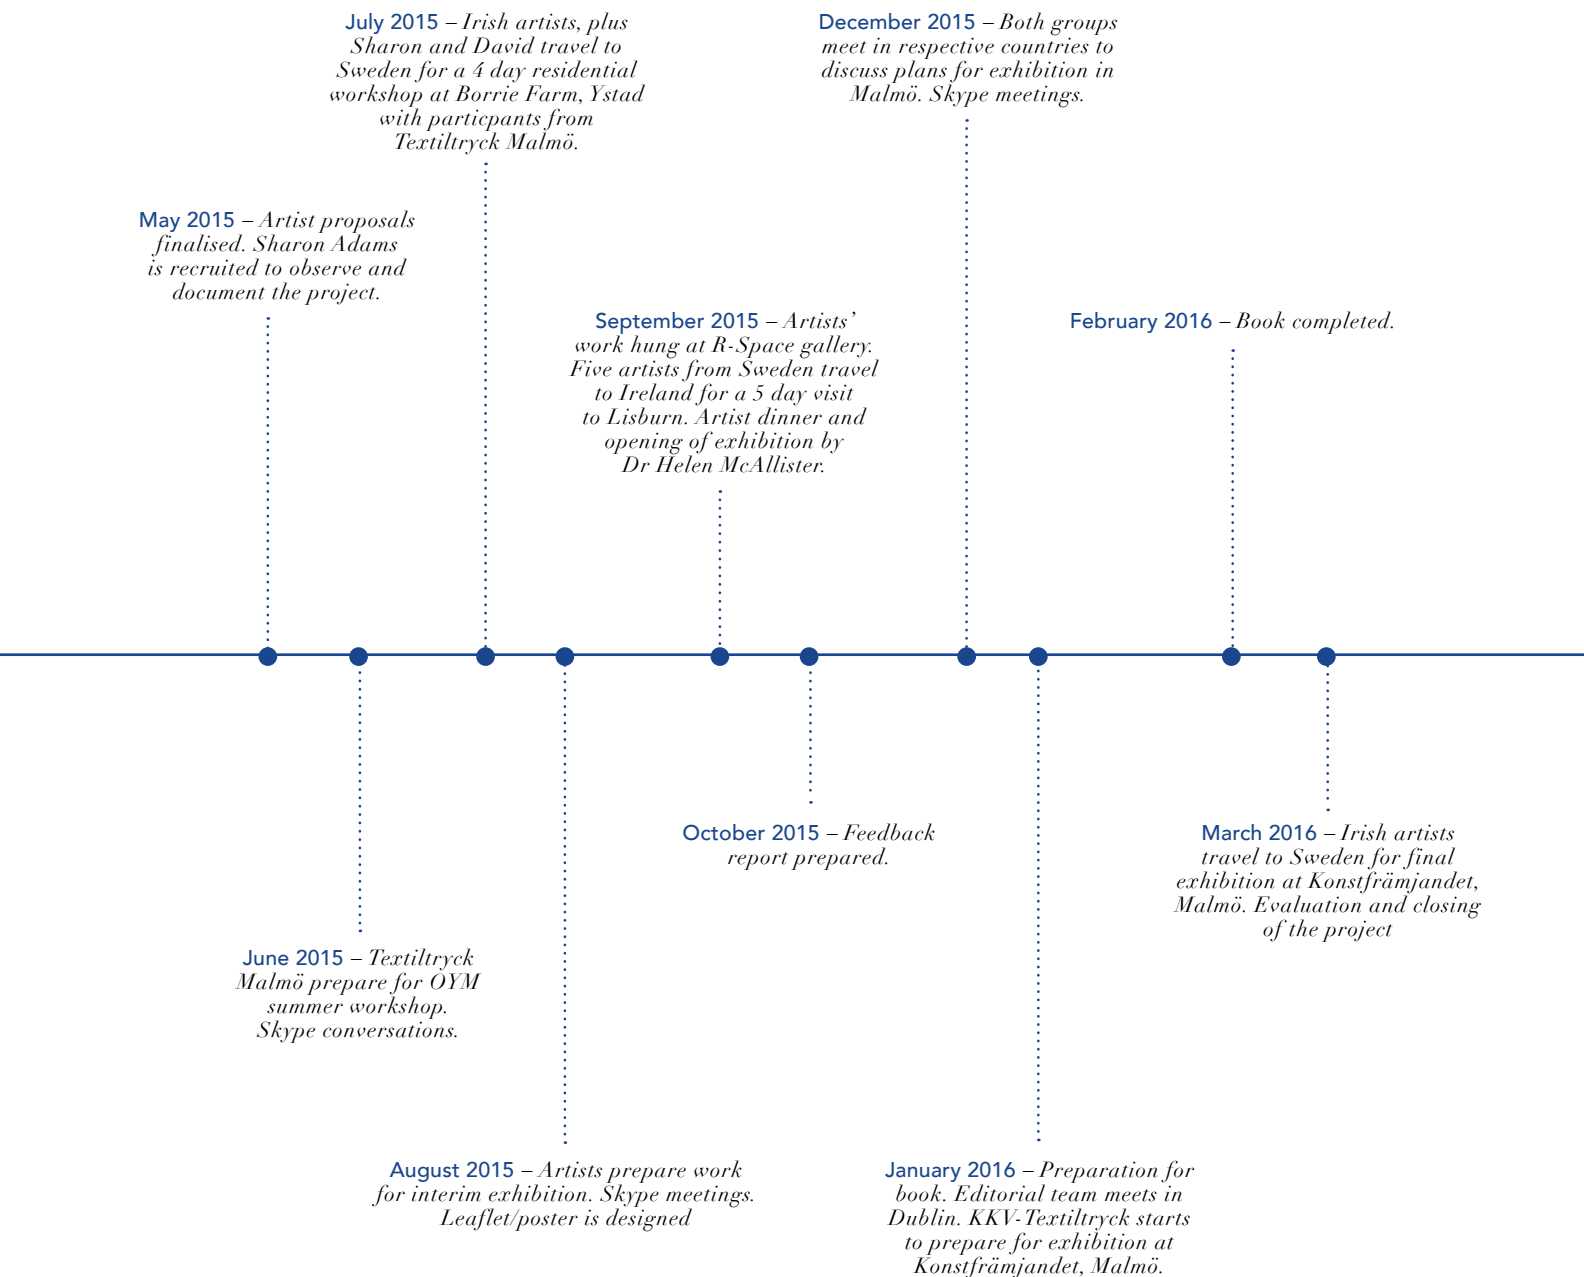 July 2015 – Irish artists, plus
Sharon and David travel to
Sweden for a 4 day residential
workshop at Borrie Farm, Ystad
with particpants from
Textiltryck Malmö.
December 2015 – Both groups
meet in respective countries to
discuss plans for exhibition in
Malmö. Skype meetings.
May 2015 – Artist proposals
finalised. Sharon Adams
is recruited to observe and
document the project.
September 2015 – Artists’
work hung at R-Space gallery.
Five artists from Sweden travel
to Ireland for a 5 day visit
to Lisburn. Artist dinner and
opening of exhibition by
Dr Helen McAllister.
February 2016 – Book completed.
October 2015 – Feedback
report prepared.
March 2016 – Irish artists
travel to Sweden for final
exhibition at Konstfrämjandet,
Malmö. Evaluation and closing
of the project
June 2015 – Textiltryck
Malmö prepare for OYM
summer workshop.
Skype conversations.
August 2015 – Artists prepare work
for interim exhibition. Skype meetings.
Leaflet/poster is designed
January 2016 – Preparation for
book. Editorial team meets in
Dublin. KKV-Textiltryck starts
to prepare for exhibition at
Konstfrämjandet, Malmö.